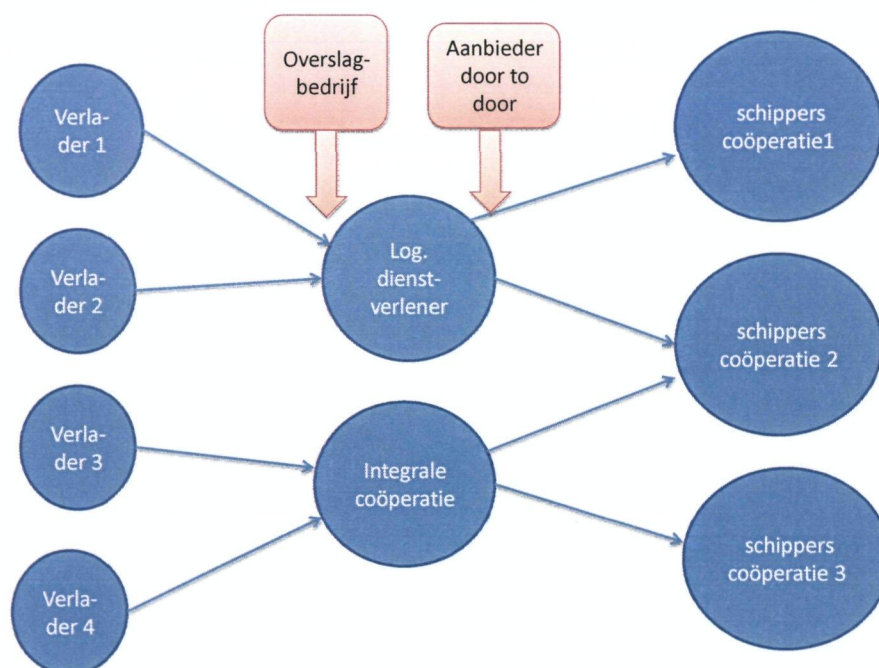 Overslag-
bedrijf
Aanbieder
door to
door
Verla-
der 1
Verla-
der 2
Verla-
der 3
Verla-
der 4
Log.
dienst-
verlener
Integrale
coöperatie
schippers
coöperatie1
schippers
coöperatie 2
schippers
coöperatie 3